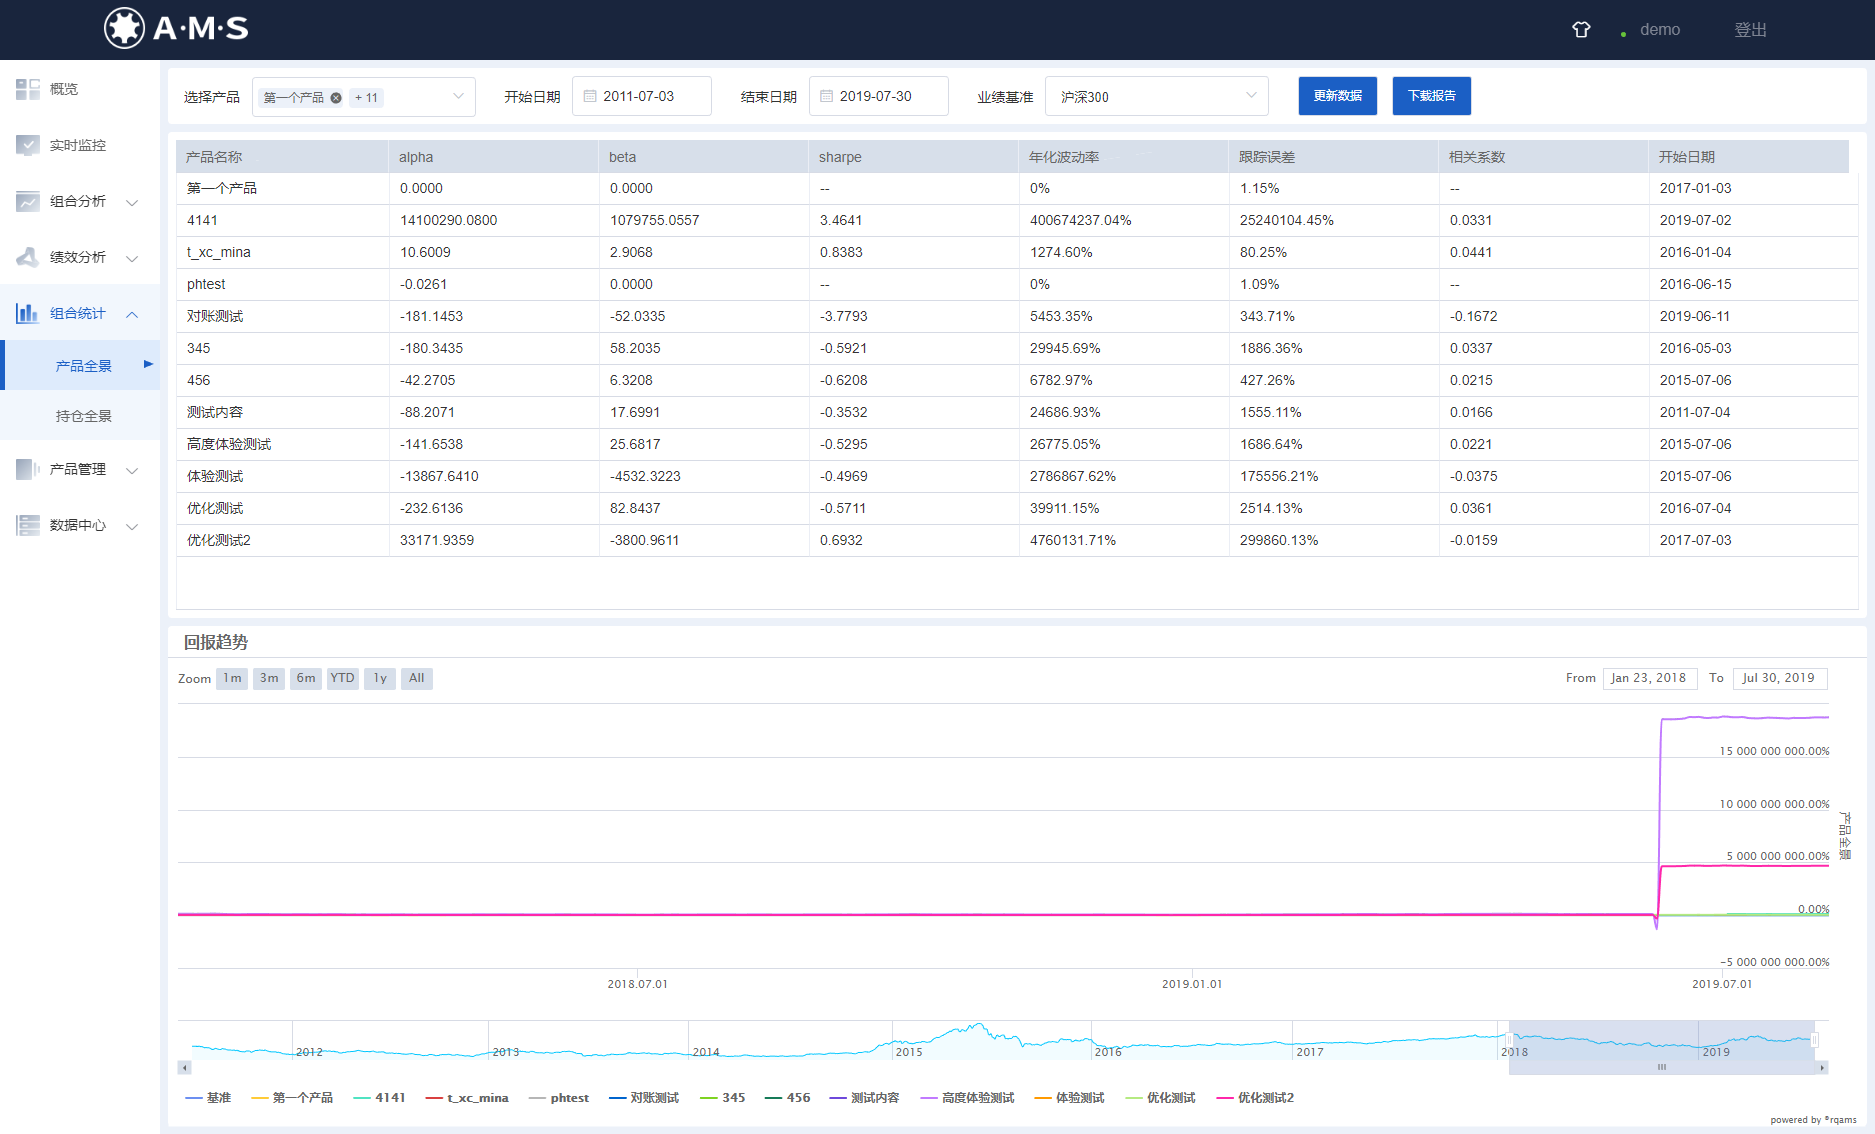 A·M·S
demo 登出
概览
实时监控
组合分析
绩效分析
组合统计
产品全景
持仓全景
产品管理
数据中心
选择产品 第一个产品 + 11 开始日期 2011-07-03 结束日期 2019-07-30 业绩基准 沪深300 更新数据 下载报告
产品名称 alpha beta sharpe 年化波动率 跟踪误差 相关系数 开始日期
第一个产品 0.0000 0.0000 -- 0% 1.15% -- 2017-01-03
4141 14100290.0800 1079755.0557 3.4641 400674237.04% 25240104.45% 0.0331 2019-07-02
t_xc_mina 10.6009 2.9068 0.8383 1274.60% 80.25% 0.0441 2016-01-04
phtest -0.0261 0.0000 -- 0% 1.09% -- 2016-06-15
对账测试 -181.1453 -52.0335 -3.7793 5453.35% 343.71% -0.1672 2019-06-11
345 -180.3435 58.2035 -0.5921 29945.69% 1886.36% 0.0337 2016-05-03
456 -42.2705 6.3208 -0.6208 6782.97% 427.26% 0.0215 2015-07-06
测试内容 -88.2071 17.6991 -0.3532 24686.93% 1555.11% 0.0166 2011-07-04
高度体验测试 -141.6538 25.6817 -0.5295 26775.05% 1686.64% 0.0221 2015-07-06
体验测试 -13867.6410 -4532.3223 -0.4969 2786867.62% 175556.21% -0.0375 2015-07-06
优化测试 -232.6136 82.8437 -0.5711 39911.15% 2514.13% 0.0361 2016-07-04
优化测试2 33171.9359 -3800.9611 0.6932 4760131.71% 299860.13% -0.0159 2017-07-03
回报趋势
Zoom 1m 3m 6m YTD 1y All From Jan 23, 2018 To Jul 30, 2019
15 000 000 000.00%
10 000 000 000.00%
5 000 000 000.00%
0.00%
-5 000 000 000.00%
产品全景
2018.07.01 2019.01.01 2019.07.01
2012 2013 2014 2015 2016 2017 2018 2019
基准 第一个产品 4141 t_xc_mina phtest 对账测试 345 456 测试内容 高度体验测试 体验测试 优化测试 优化测试2
powered by °rqams